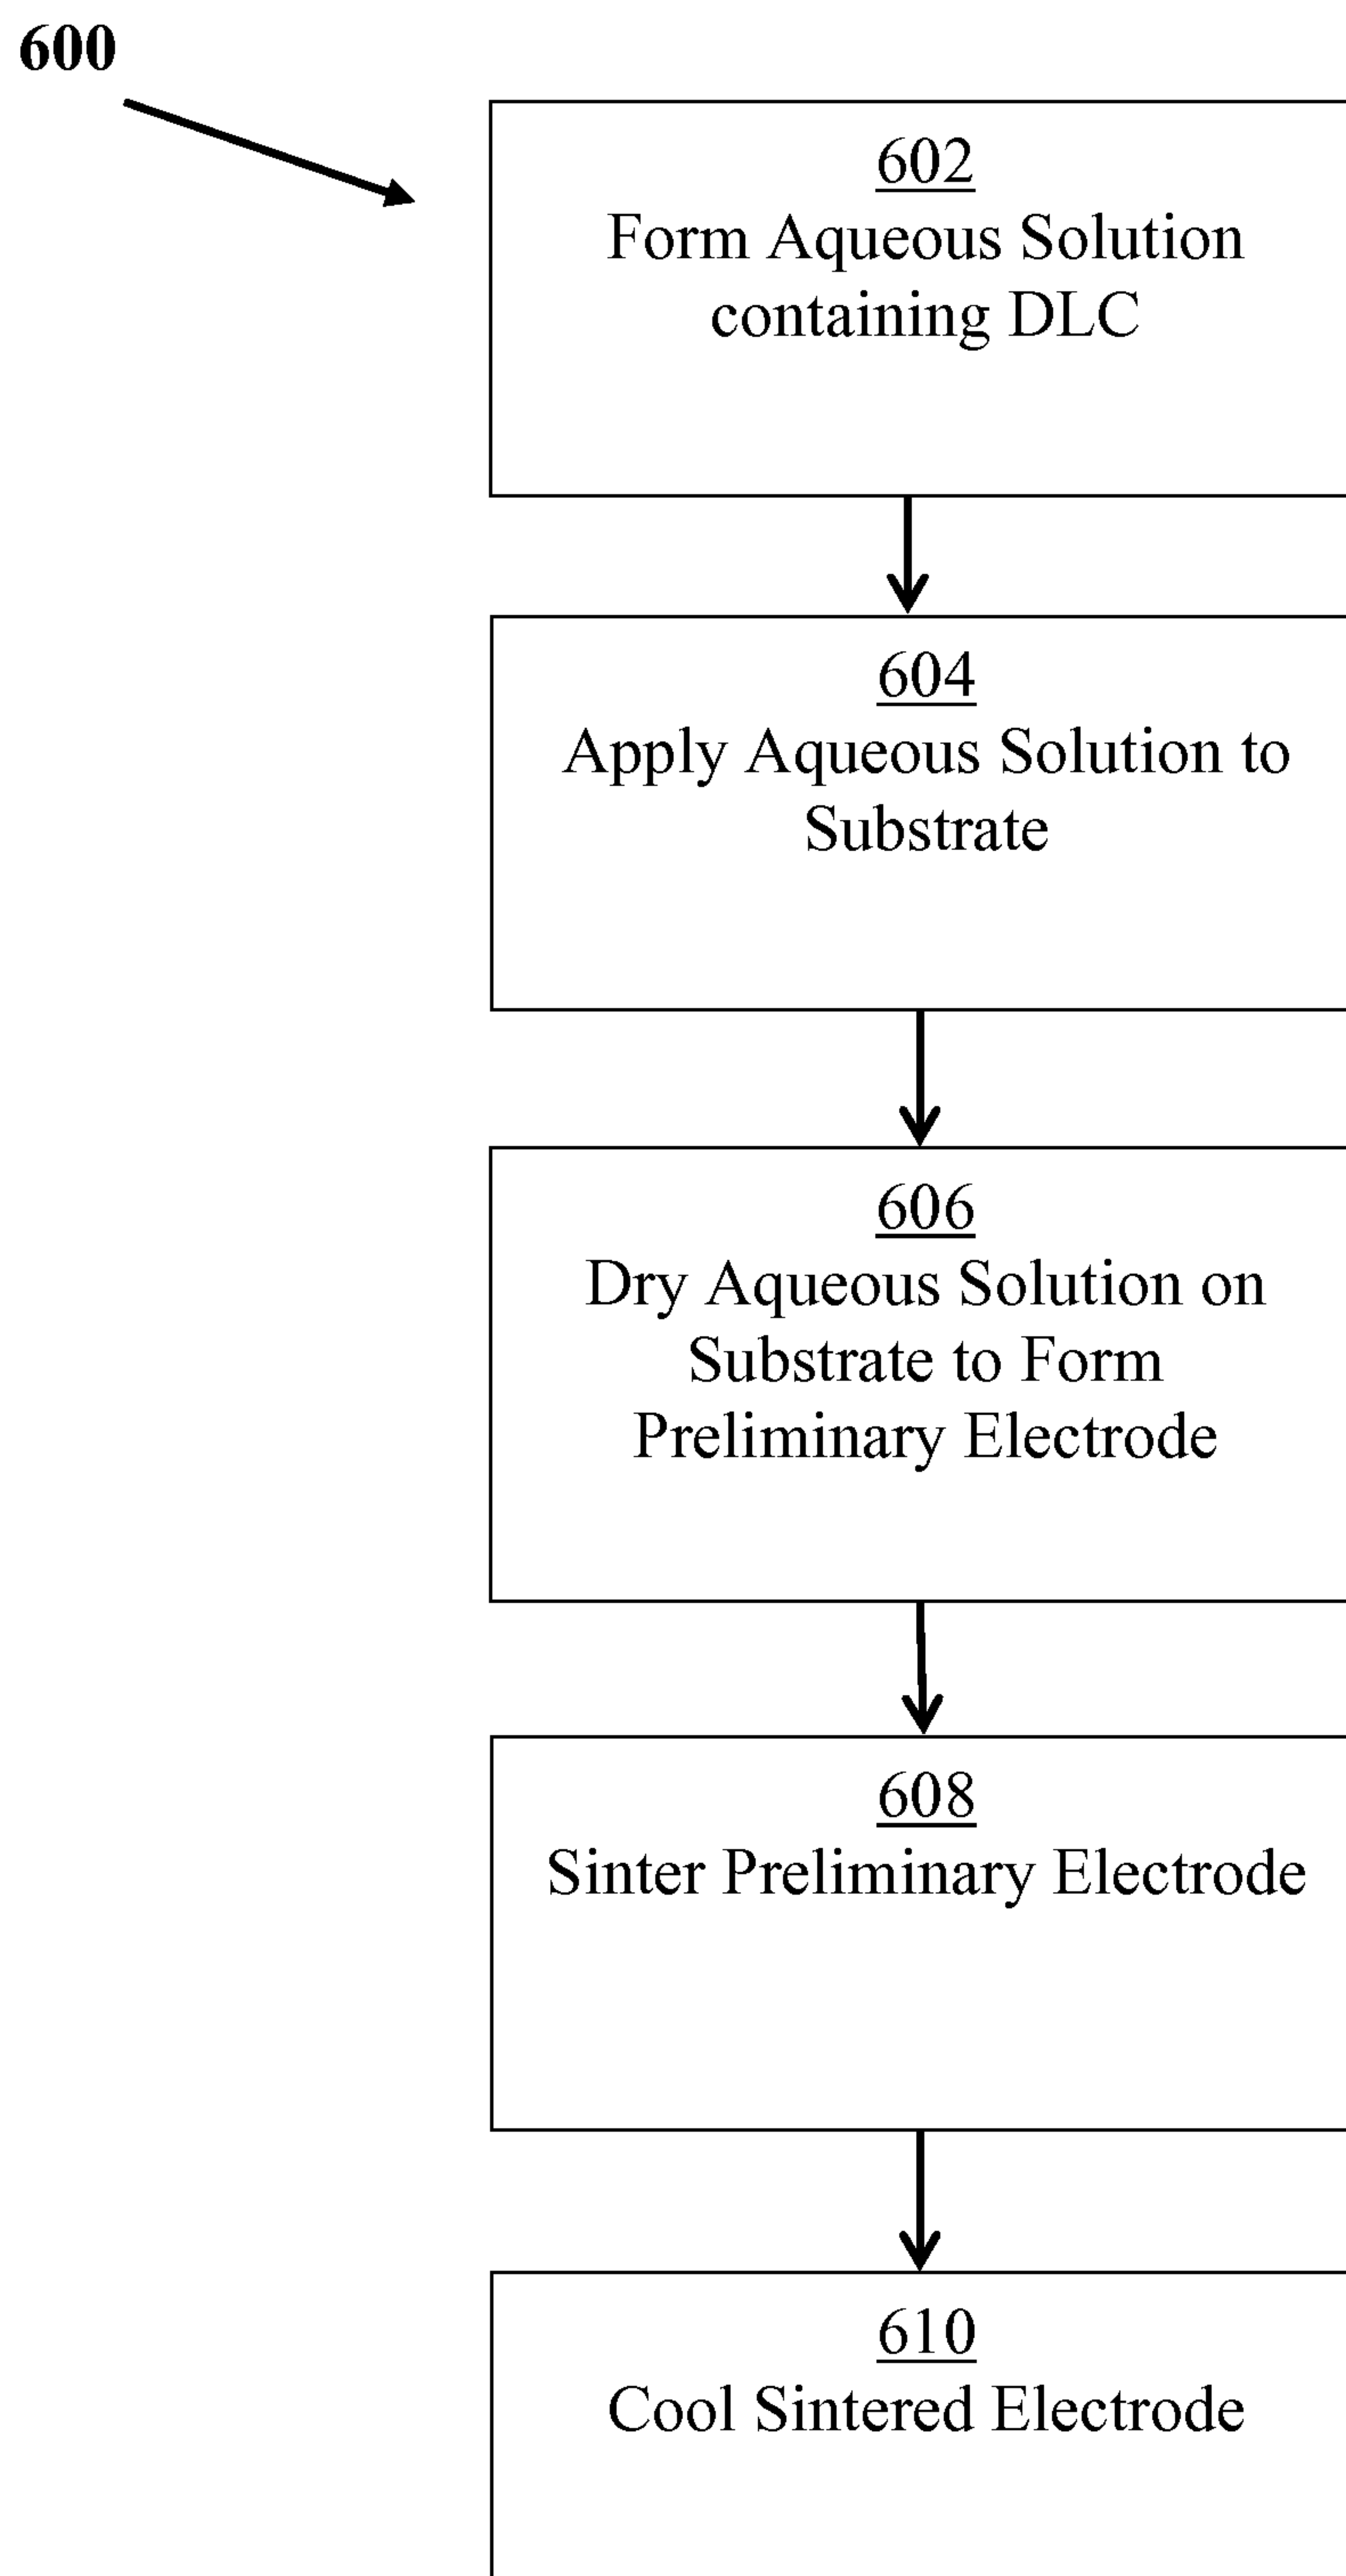 600
602
Form Aqueous Solution
containing DLC
604
Apply Aqueous Solution to
Substrate
606
Dry Aqueous Solution on
Substrate to Form
Preliminary Electrode
608
Sinter Preliminary Electrode
610
Cool Sintered Electrode